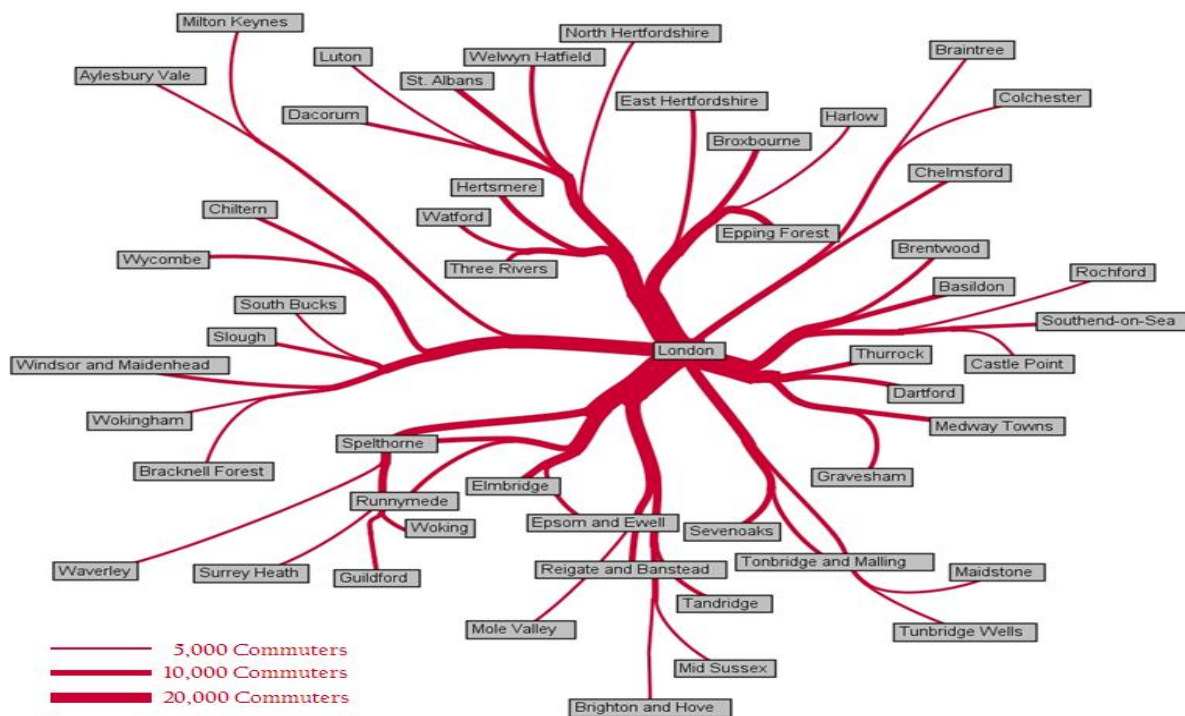 Milton Keynes
North Hertfordshire
Luton
Welwyn Hatfield
Braintree
Aylesbury Vale
St. Albans
East Hertfordshire
Colchester
Dacorum
Harlow
Broxbourne
Chelmsford
Hertsmere
Chiltern
Watford
Epping Forest
Brentwood
Wycombe
Three Rivers
Rochford
Basildon
South Bucks
Southend-on-Sea
Slough
London
Thurrock
Castle Point
Windsor and Maidenhead
Dartford
Wokingham
Medway Towns
Spelthorne
Bracknell Forest
Gravesham
Elmbridge
Runnymede
Epsom and Ewell
Sevenoaks
Woking
Tonbridge and Malling
Waverley
Surrey Heath
Guildford
Reigate and Banstead
Maidstone
Tandridge
Mole Valley
Tunbridge Wells
5,000 Commuters
Mid Sussex
10,000 Commuters
20,000 Commuters
Brighton and Hove